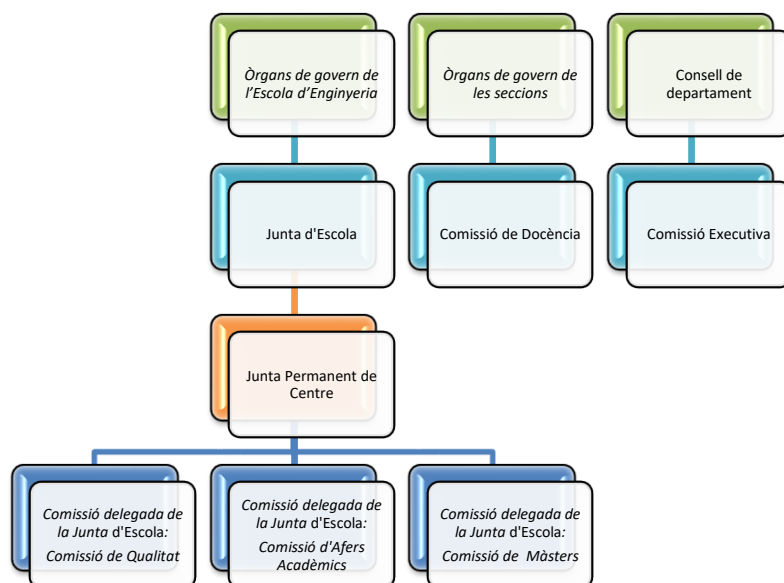 Òrgans de govern de
l'Escola d'Enginyeria
Òrgans de govern de
les seccions
Consell de
departament
Junta d'Escola
Comissió de Docència
Comissió Executiva
Junta Permanent de
Centre
Comissió delegada de
la Junta d'Escola:
Comissió de Qualitat
Comissió delegada de
la Junta d'Escola:
Comissió d'Afers
Acadèmics
Comissió delegada de
la Junta d'Escola:
Comissió de Màsters